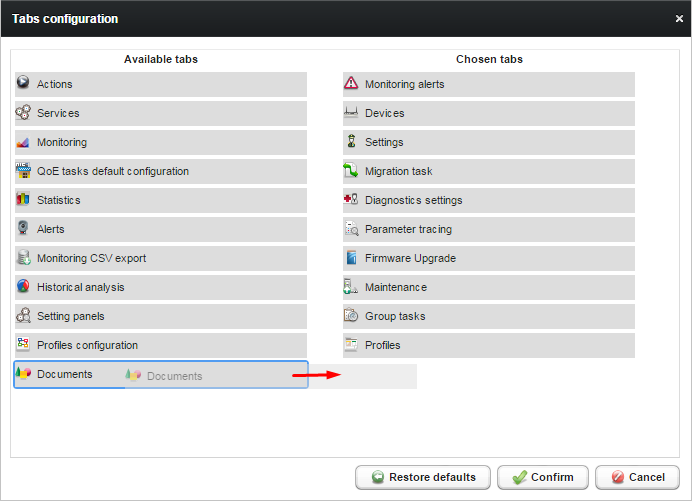 Tabs configuration
×
Available tabs
Actions
Services
Monitoring
QoE tasks default configuration
Statistics
Alerts
Monitoring CSV export
Historical analysis
Setting panels
Profiles configuration
Documents
Documents
Chosen tabs
Monitoring alerts
Devices
Settings
Migration task
Diagnostics settings
Parameter tracing
Firmware Upgrade
Maintenance
Group tasks
Profiles
Restore defaults
Confirm
Cancel